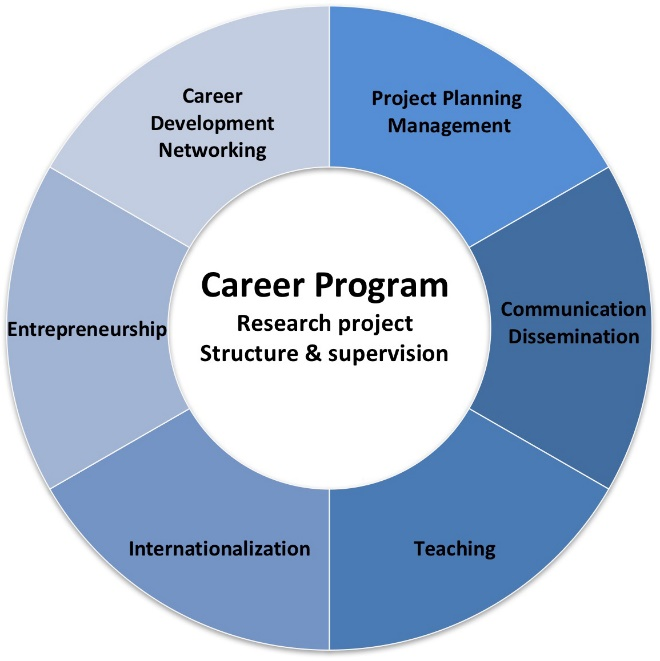 Career
Development
Networking
Project Planning
Management
Entrepreneurship
Career Program
Research project
Structure & supervision
Communication
Dissemination
Internationalization
Teaching